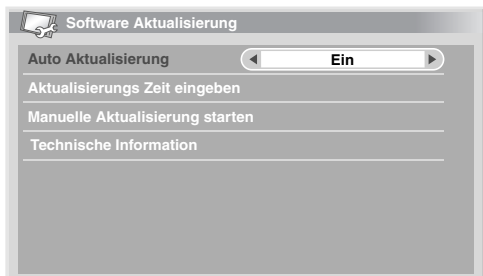 Software Aktualisierung
Auto Aktualisierung Ein
Aktualisierungs Zeit eingeben
Manuelle Aktualisierung starten
Technische Information